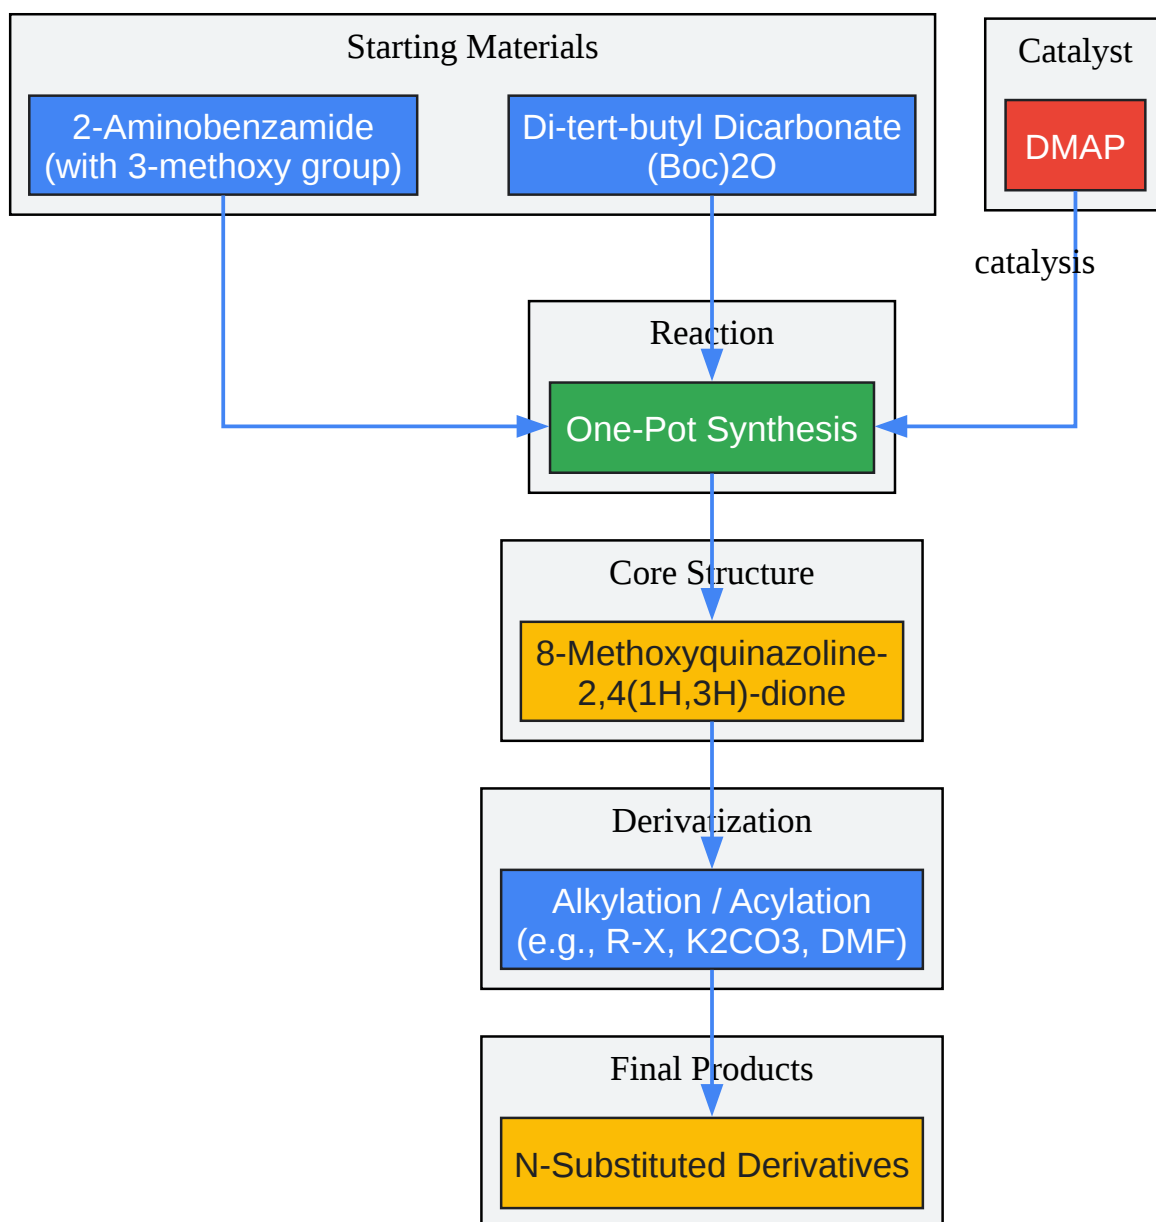 Starting Materials
2-Aminobenzamide
(with 3-methoxy group)
Di-tert-butyl Dicarbonate
(Boc)2O
Catalyst
DMAP
catalysis
Reaction
One-Pot Synthesis
Core Structure
8-Methoxyquinazoline-
2,4(1H,3H)-dione
Derivatization
Alkylation / Acylation
(e.g., R-X, K2CO3, DMF)
Final Products
N-Substituted Derivatives